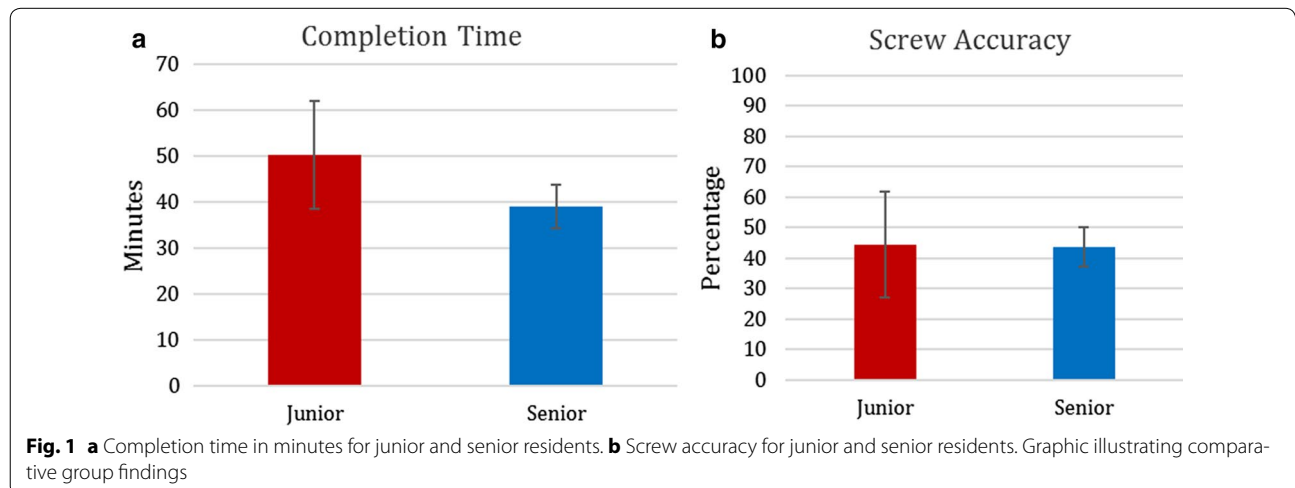 a
Completion Time
70
60
50
40
30
20
10
0
Minutes
Junior
Senior
b
Screw Accuracy
100
90
80
70
60
50
40
30
20
10
0
Percentage
Junior
Senior
Fig. 1 a Completion time in minutes for junior and senior residents. b Screw accuracy for junior and senior residents. Graphic illustrating compara-
tive group findings